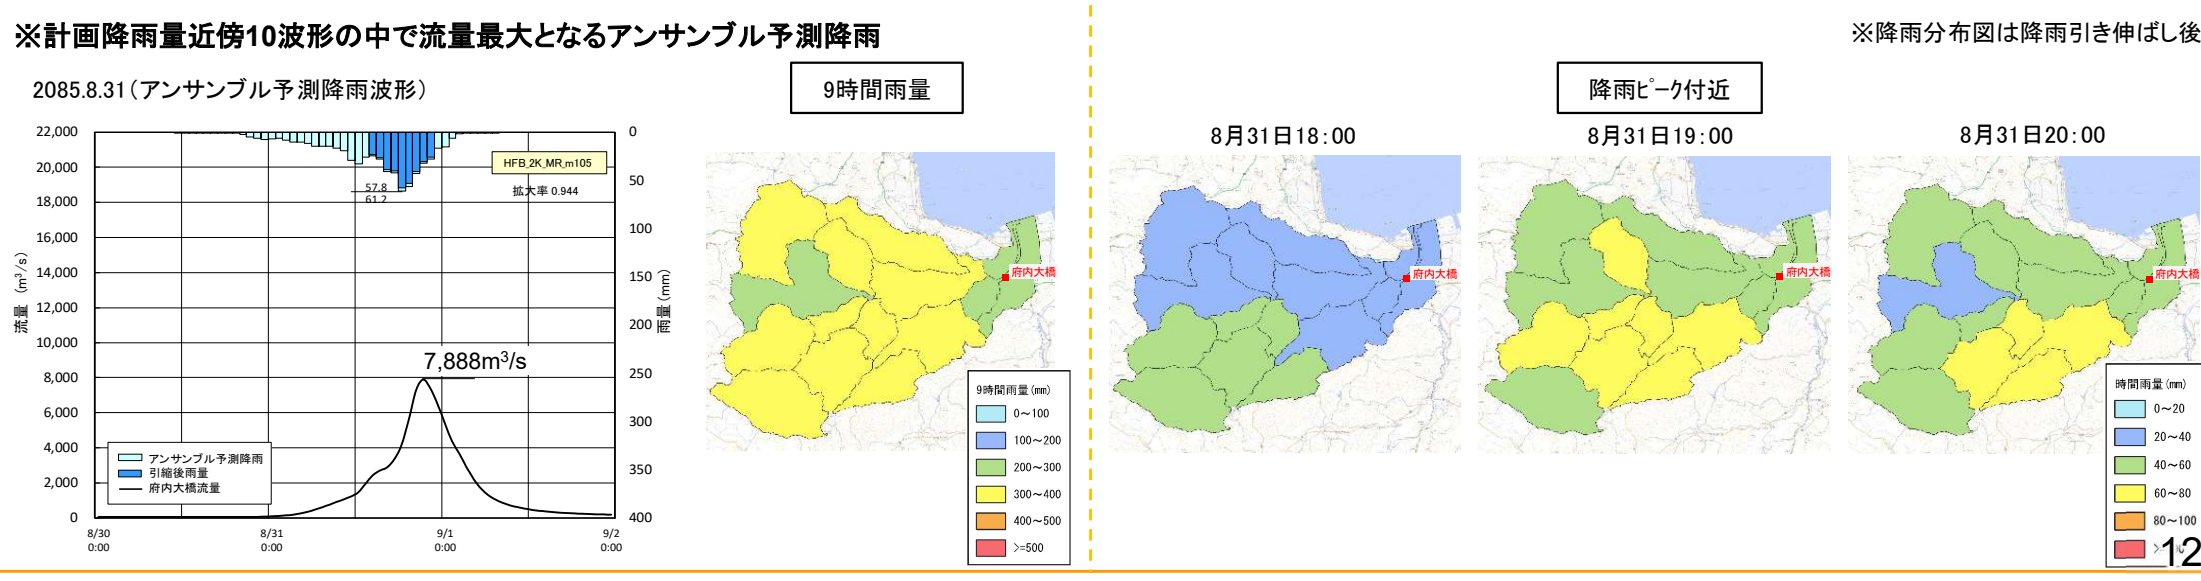 ※計画降雨量近傍10波形の中で流量最大となるアンサンブル予測降雨
※降雨分布図は降雨引き伸ばし後
2085.8.31（アンサンブル予測降雨波形）
9時間雨量
降雨ピーク付近
8月31日18:00
8月31日19:00
8月31日20:00
22,000
20,000
18,000
16,000
14,000
12,000
10,000
8,000
6,000
4,000
2,000
0
流量 (m³/s)
0
50
100
150
200
250
300
350
400
雨量 (mm)
HFB_2K_MR_m105
拡大率 0.944
57.8
61.2
7,888m³/s
アンサンブル予測降雨
引縮後雨量
府内大橋流量
8/30
0:00
8/31
0:00
9/1
0:00
9/2
0:00
府内大橋
府内大橋
府内大橋
府内大橋
9時間雨量(mm)
0～100
100～200
200～300
300～400
400～500
>=500
時間雨量(mm)
0～20
20～40
40～60
60～80
80～100
12